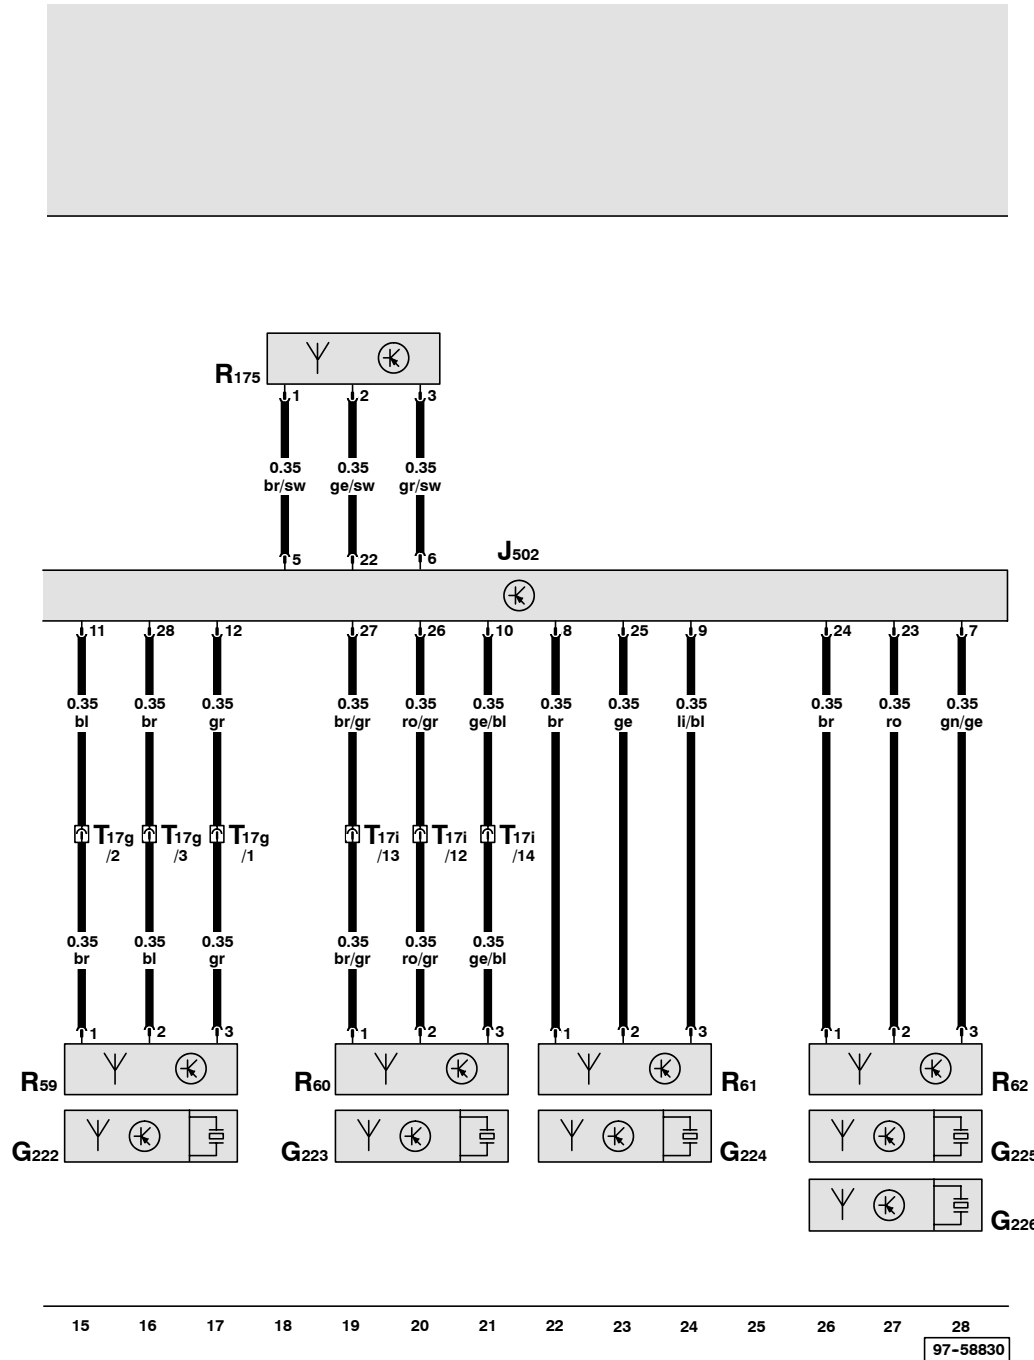 R175
1 2 3
0.35 0.35 0.35
br/sw ge/sw gr/sw
J502
5 22 6
11 28 12 27 26 10 8 25 9 24 23 7
0.35 0.35 0.35 0.35 0.35 0.35 0.35 0.35 0.35 0.35 0.35 0.35
bl br gr br/gr ro/gr ge/bl br ge li/bl br ro gn/ge
T17g T17g T17g T17i T17i T17i
/2 /3 /1 /13 /12 /14
0.35 0.35 0.35 0.35 0.35 0.35
br bl gr br/gr ro/gr ge/bl
1 2 3 1 2 3 1 2 3 1 2 3
R59 R60 R61 R62
G222 G223 G224 G225
G226
15 16 17 18 19 20 21 22 23 24 25 26 27 28
97-58830